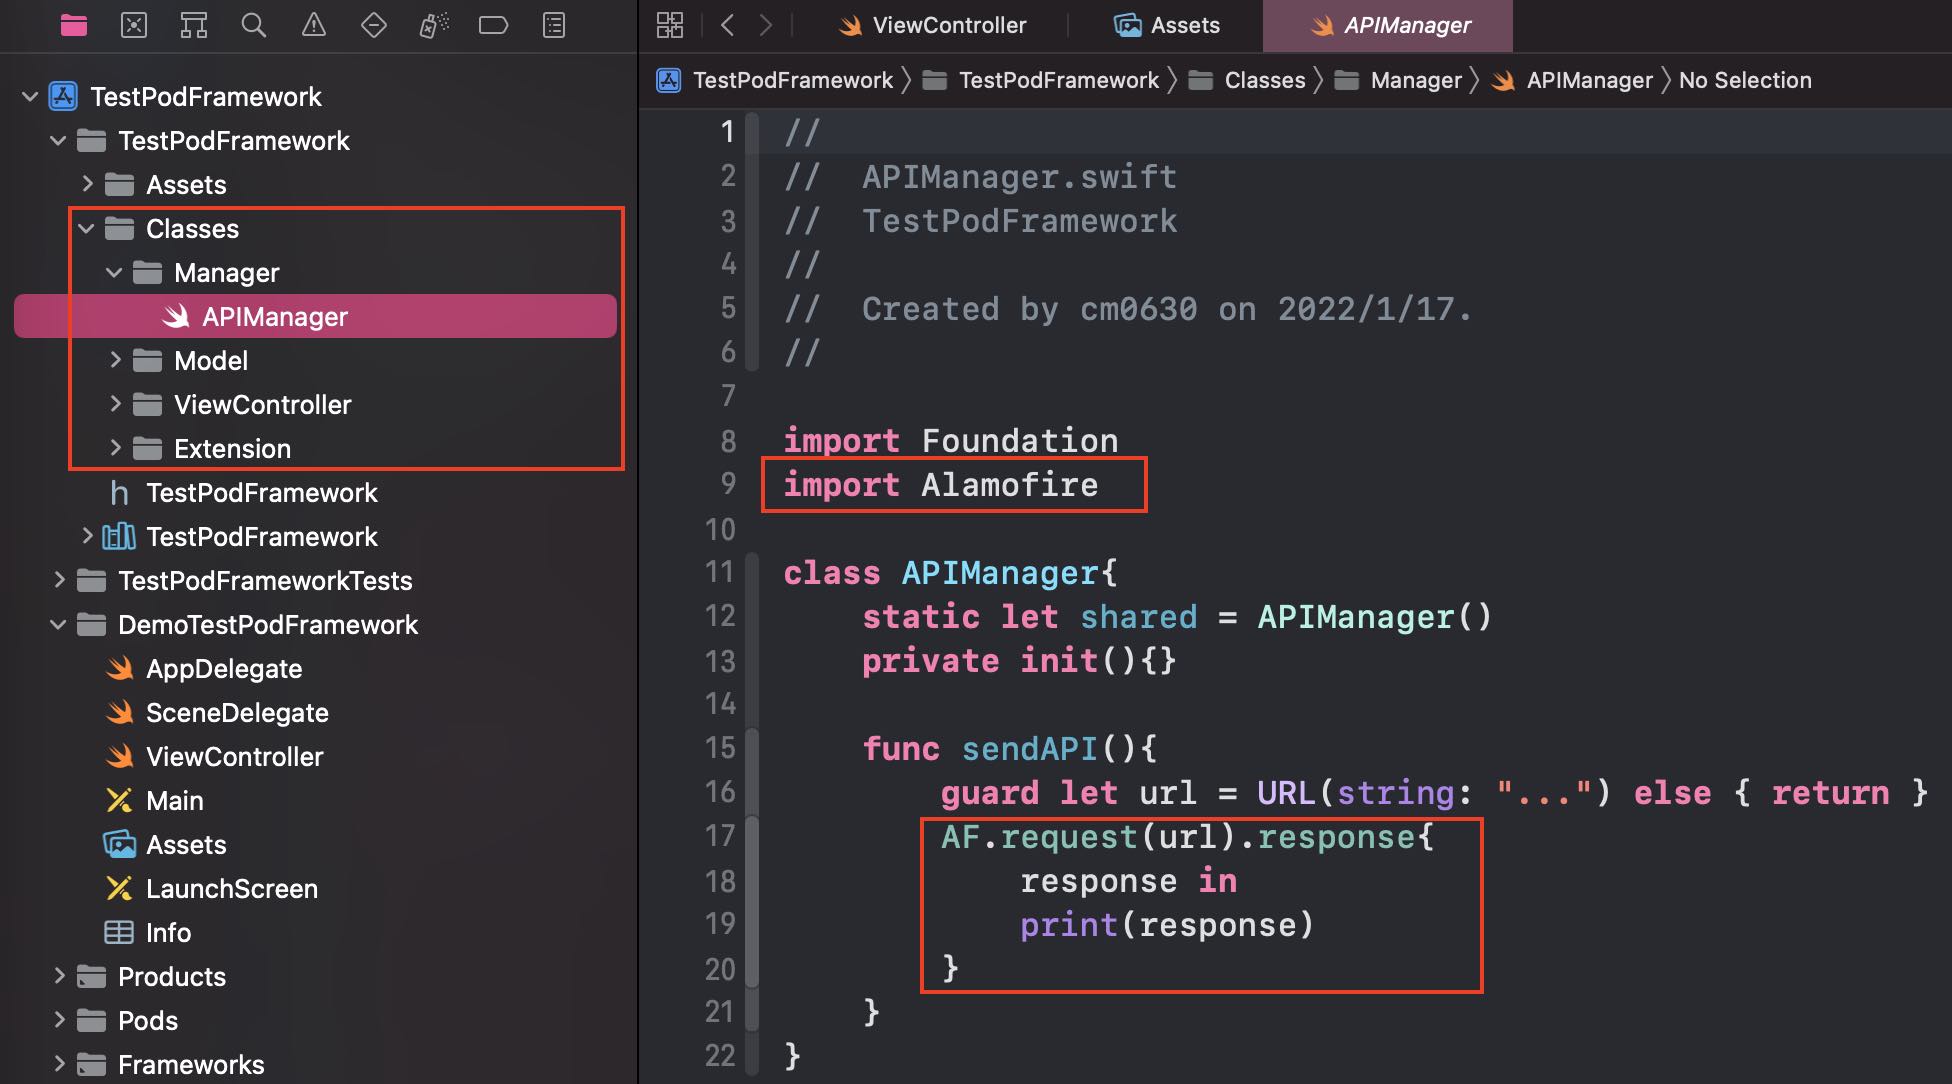 TestPodFramework
TestPodFramework
Assets
Classes
Manager
APIManager
Model
ViewController
Extension
h TestPodFramework
TestPodFramework
TestPodFrameworkTests
DemoTestPodFramework
AppDelegate
SceneDelegate
ViewController
Main
Assets
LaunchScreen
Info
Products
Pods
Frameworks
ViewController Assets APIManager
TestPodFramework 〉 TestPodFramework 〉 Classes 〉 Manager 〉 APIManager 〉 No Selection
1 //
2 //  APIManager.swift
3 //  TestPodFramework
4 //
5 //  Created by cm0630 on 2022/1/17.
6 //
7
8 import Foundation
9 import Alamofire
10
11 class APIManager{
12     static let shared = APIManager()
13     private init(){}
14
15     func sendAPI(){
16         guard let url = URL(string: "...") else { return }
17         AF.request(url).response{
18             response in
19             print(response)
20         }
21     }
22 }